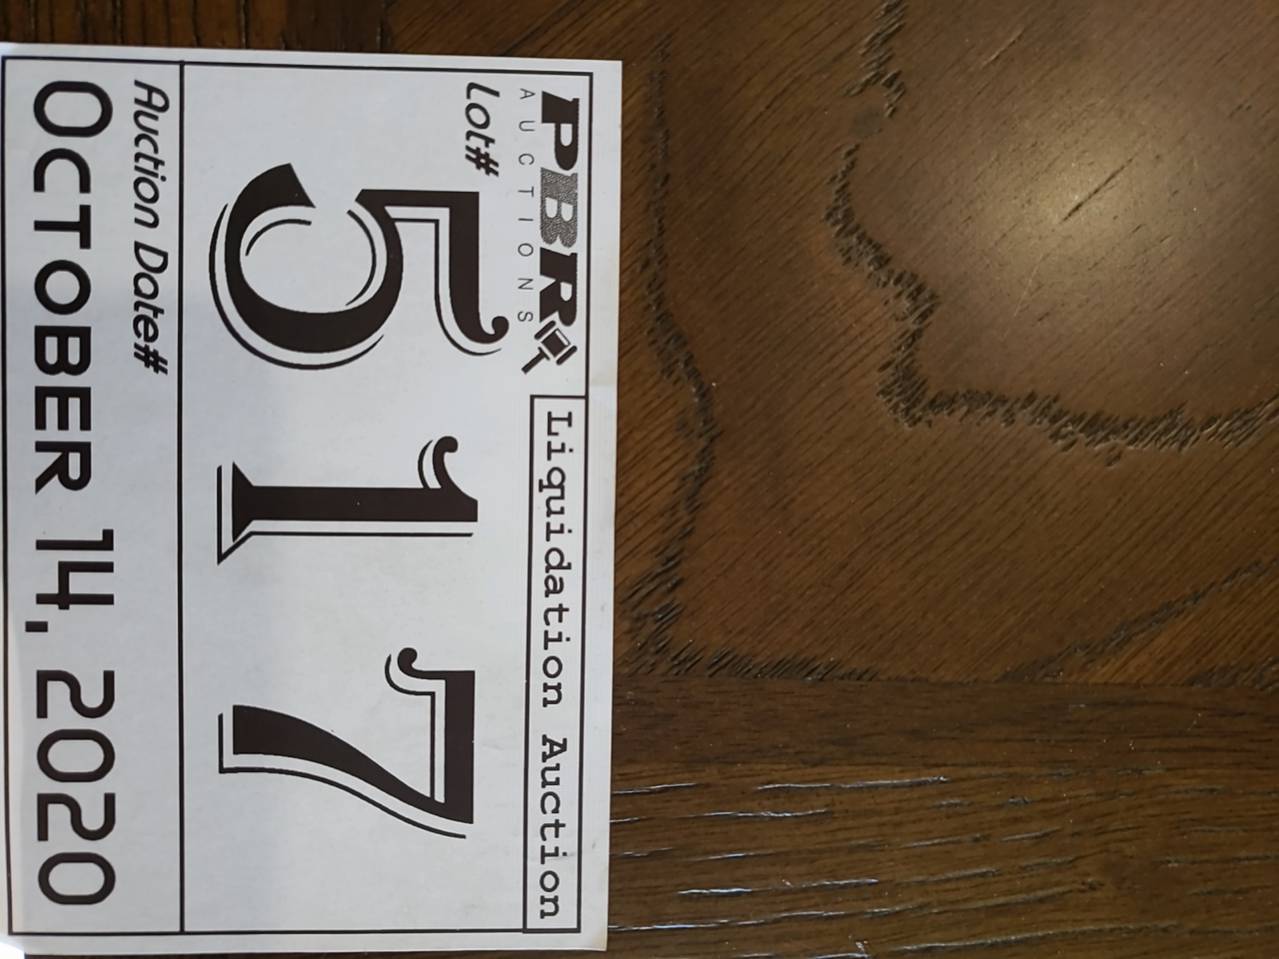 PBR
AUCTIONS
Liquidation Auction
Lot#
517
Auction Date#
OCTOBER 14, 2020